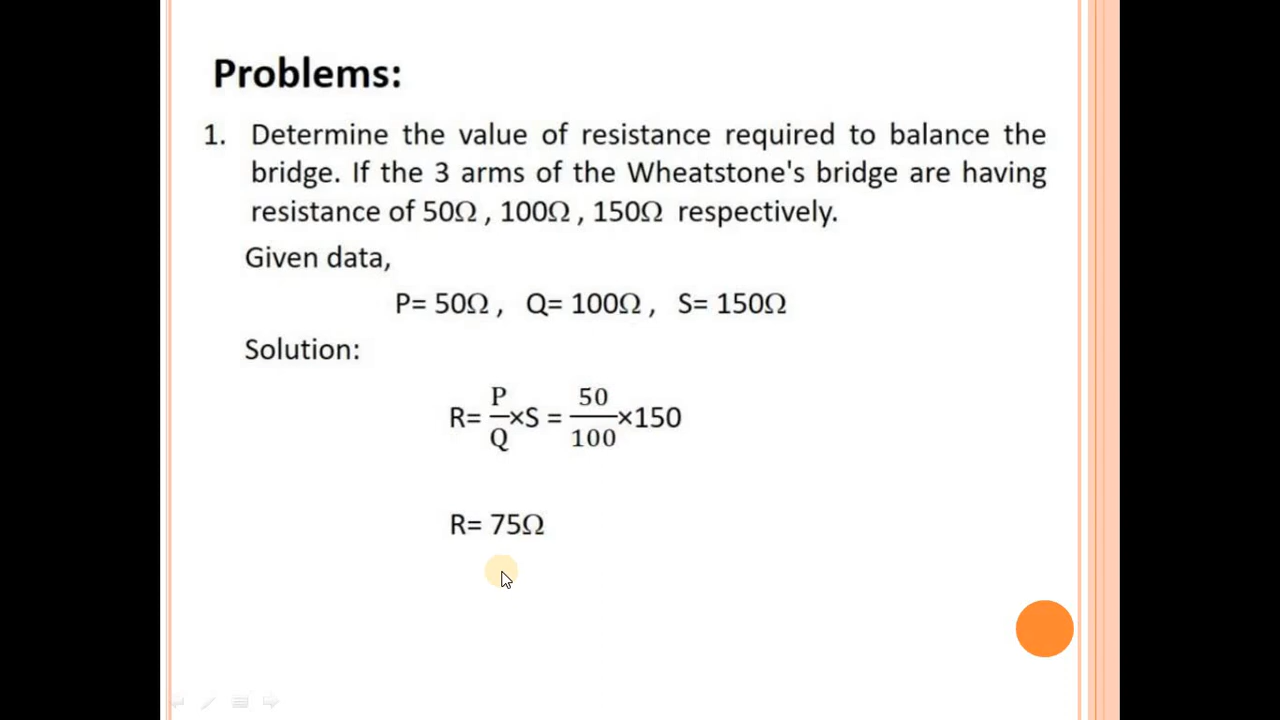 Problems:
1. Determine the value of resistance required to balance the
bridge. If the 3 arms of the Wheatstone's bridge are having
resistance of 50Ω , 100Ω , 150Ω respectively.
Given data,
P= 50Ω , Q= 100Ω , S= 150Ω
Solution:
R= P/Q ×S = 50/100 ×150
R= 75Ω